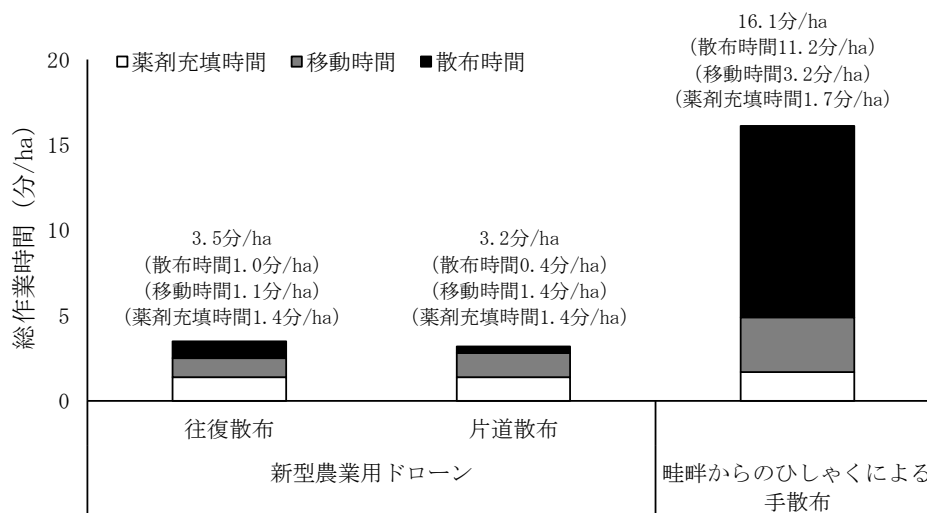 16.1分/ha
(散布時間11.2分/ha)
(移動時間3.2分/ha)
(薬剤充填時間1.7分/ha)
□薬剤充填時間 ■移動時間 ■散布時間
総作業時間（分/ha）
20
15
10
5
0
3.5分/ha
(散布時間1.0分/ha)
(移動時間1.1分/ha)
(薬剤充填時間1.4分/ha)
3.2分/ha
(散布時間0.4分/ha)
(移動時間1.4分/ha)
(薬剤充填時間1.4分/ha)
往復散布
片道散布
新型農業用ドローン
畦畔からのひしゃくによる
手散布